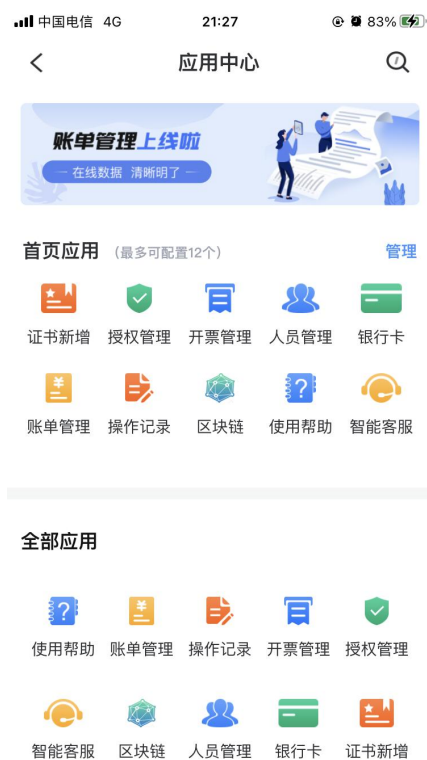 中国电信 4G 21:27 83%
应用中心
账单管理上线啦
在线数据 清晰明了
首页应用 （最多可配置12个） 管理
证书新增 授权管理 开票管理 人员管理 银行卡
账单管理 操作记录 区块链 使用帮助 智能客服
全部应用
使用帮助 账单管理 操作记录 开票管理 授权管理
智能客服 区块链 人员管理 银行卡 证书新增